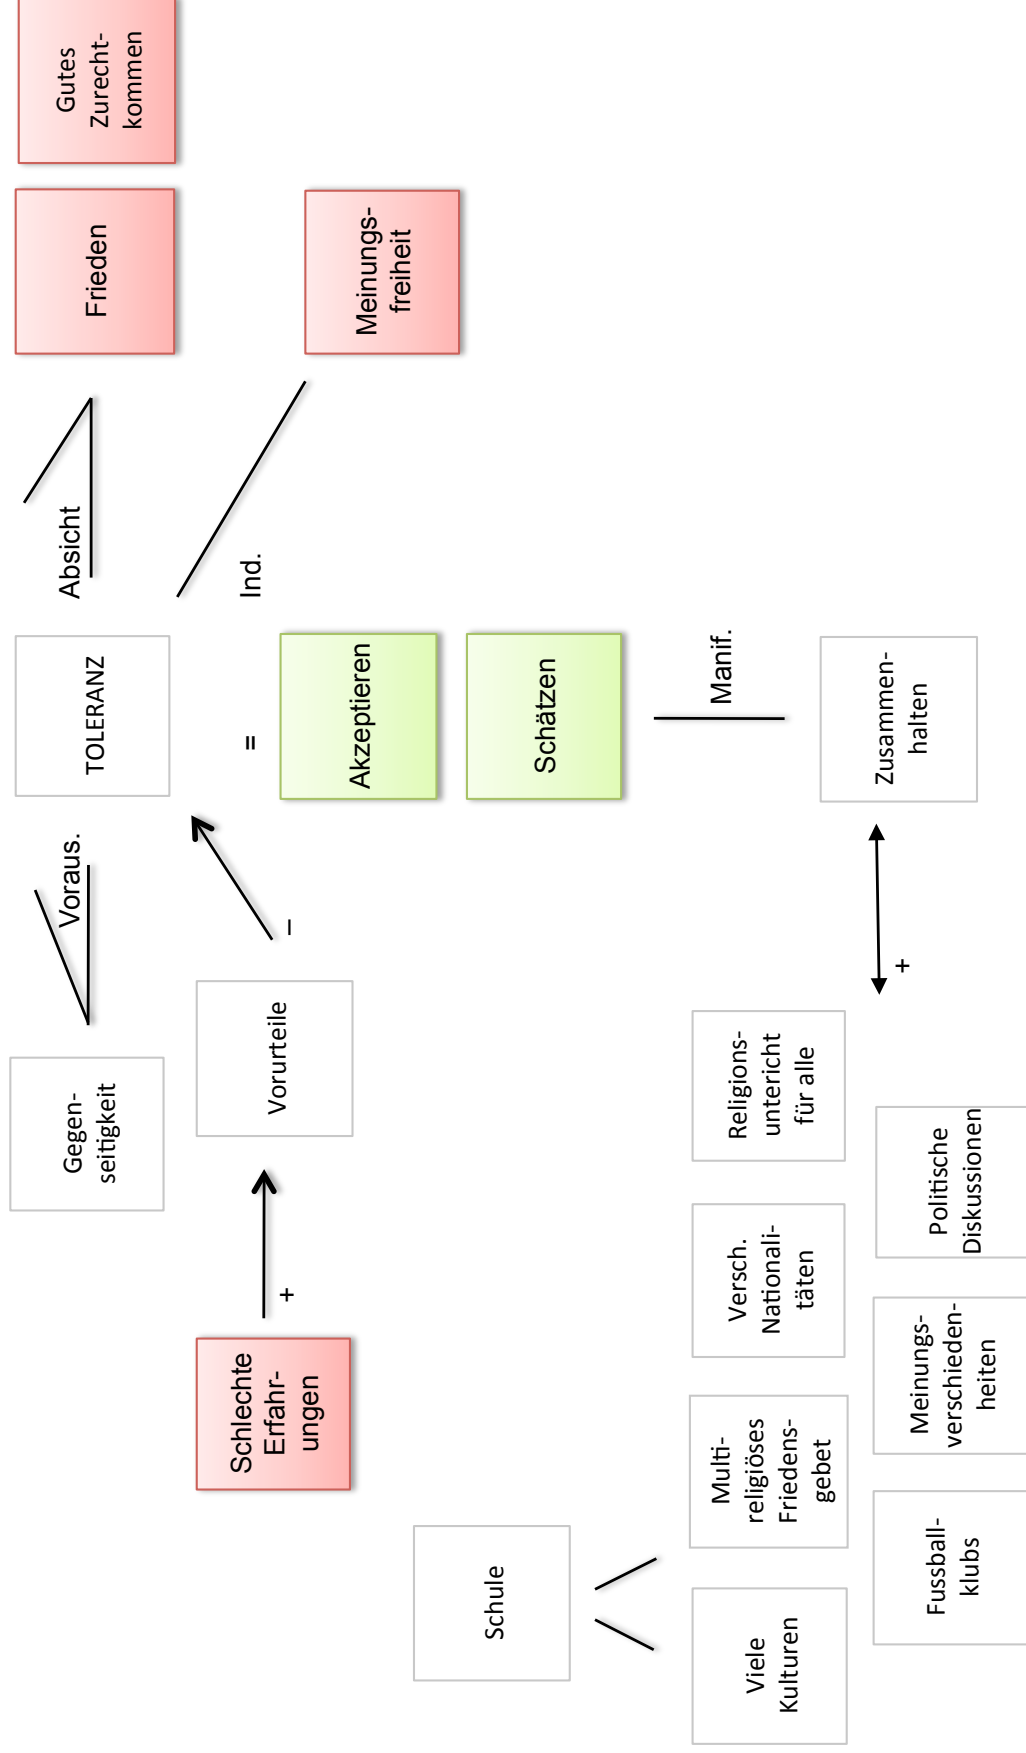 Gegen-
seitigkeit
Voraus.
TOLERANZ
Absicht
Frieden
Gutes
Zurecht-
kommen
Schlechte
Erfahr-
ungen
+
Vorurteile
–
=
Ind.
Akzeptieren
Meinungs-
freiheit
Schule
Schätzen
Manif.
Viele
Kulturen
Multi-
religiöses
Friedens-
gebet
Versch.
Nationali-
täten
Religions-
untericht
für alle
+
Zusammen-
halten
Fussball-
klubs
Meinungs-
verschieden-
heiten
Politische
Diskussionen